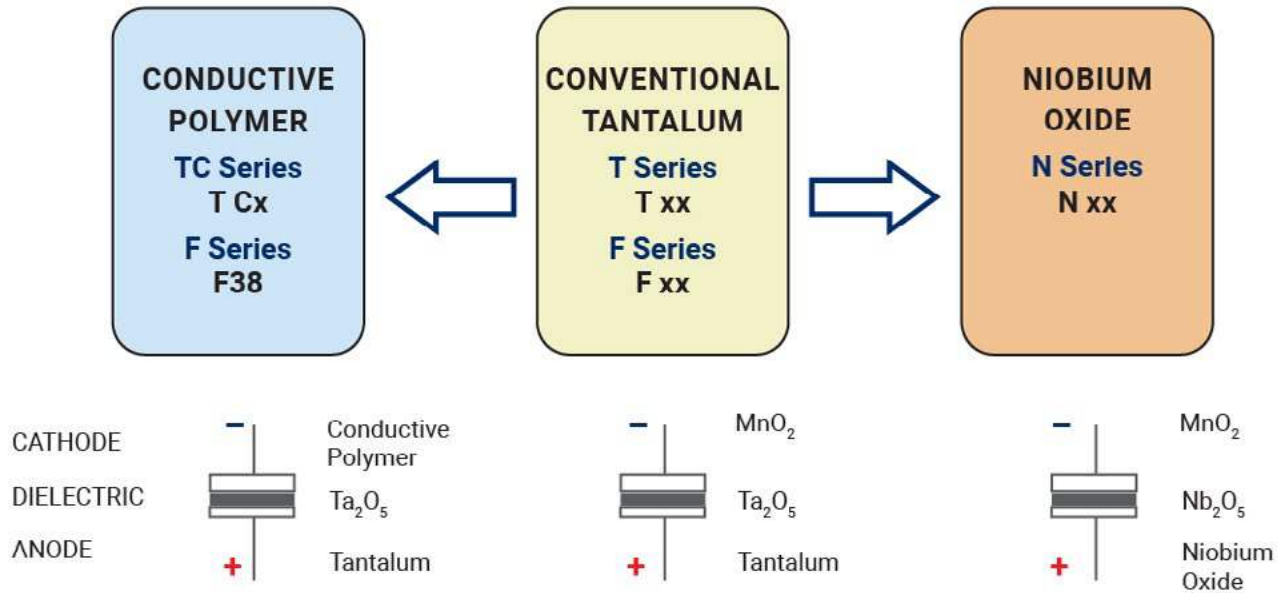 CONDUCTIVE
POLYMER
TC Series
T Cx
F Series
F38
CONVENTIONAL
TANTALUM
T Series
T xx
F Series
F xx
NIOBIUM
OXIDE
N Series
N xx
CATHODE
DIELECTRIC
ΛNODE
−
+
Conductive
Polymer
Ta₂O₅
Tantalum
−
+
MnO₂
Ta₂O₅
Tantalum
−
+
MnO₂
Nb₂O₅
Niobium
Oxide